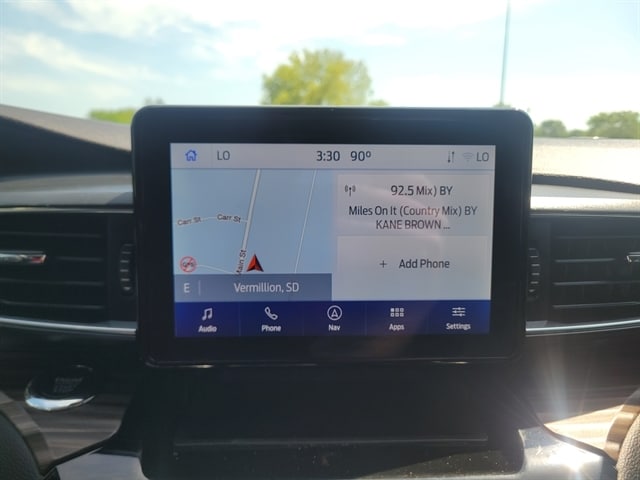 LO 3:30 90° LO
92.5 Mix) BY
Miles On It (Country Mix) BY
KANE BROWN ...
Carr St Carr St
Main St
GPS
+ Add Phone
E | Vermillion, SD
Audio Phone Nav Apps Settings